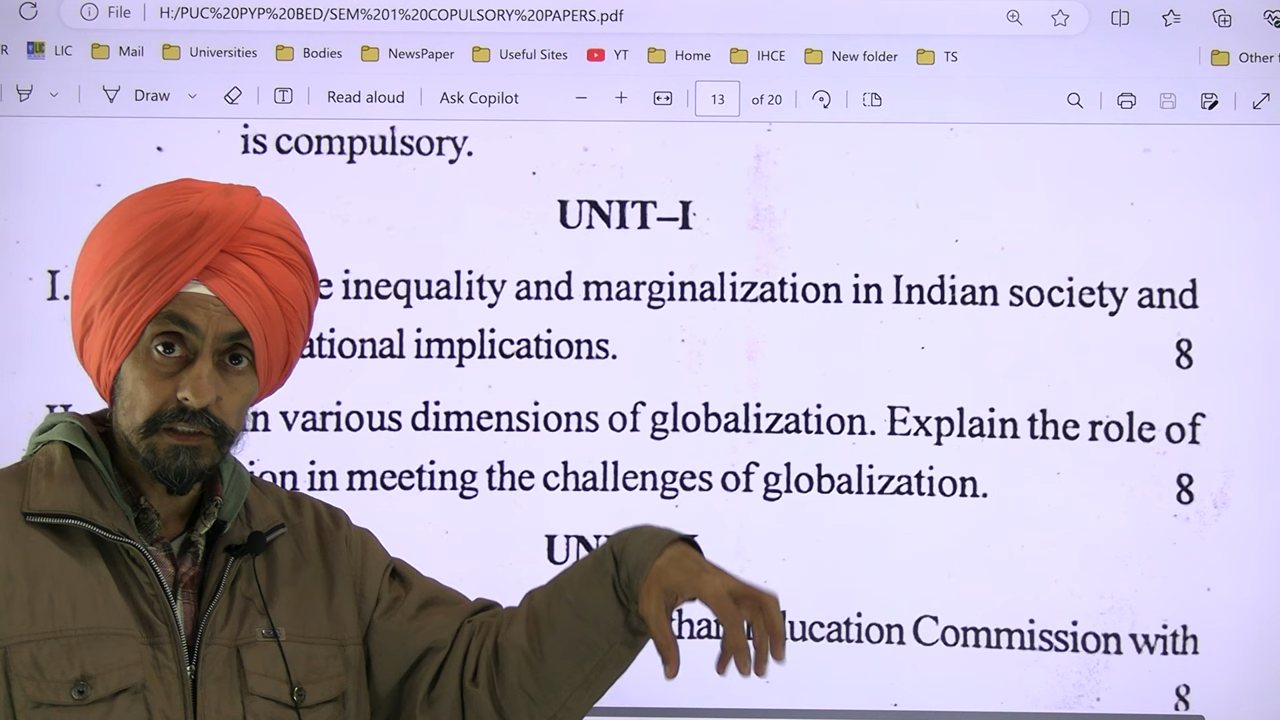 File | H:/PUC%20PYP%20BED/SEM%201%20COPULSORY%20PAPERS.pdf
R LIC Mail Universities Bodies NewsPaper Useful Sites YT Home IHCE New folder TS Other
Draw Read aloud Ask Copilot 13 of 20
is compulsory.
UNIT–I
I. inequality and marginalization in Indian society and
ational implications. 8
n various dimensions of globalization. Explain the role of
ion in meeting the challenges of globalization. 8
UN
ucation Commission with
8